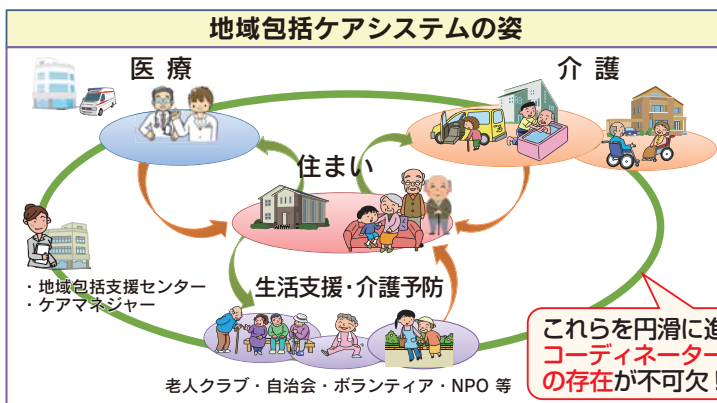 地域包括ケアシステムの姿
医療
介護
住まい
・地域包括支援センター
・ケアマネジャー
生活支援・介護予防
老人クラブ・自治会・ボランティア・NPO 等
これらを円滑に進
コーディネーター
の存在が不可欠！